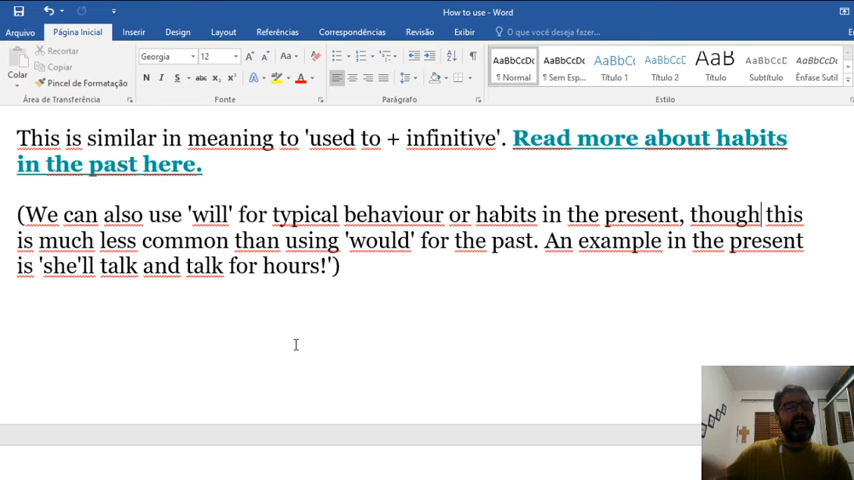 How to use - Word
Arquivo Página Inicial Inserir Design Layout Referências Correspondências Revisão Exibir O que você deseja fazer...
Recortar
Copiar
Pincel de Formatação
Colar
Georgia 12
Aa
N I S abc x₂ x²
Área de Transferência Fonte Parágrafo Estilo
AaBbCcDc AaBbCcDc AaBbCc AaBbCcD AaB AaBbCcC AaBbCcDc
¶ Normal ¶ Sem Esp... Título 1 Título 2 Título Subtítulo Ênfase Sutil
This is similar in meaning to 'used to + infinitive'. Read more about habits
in the past here.
(We can also use 'will' for typical behaviour or habits in the present, though this
is much less common than using 'would' for the past. An example in the present
is 'she'll talk and talk for hours!')